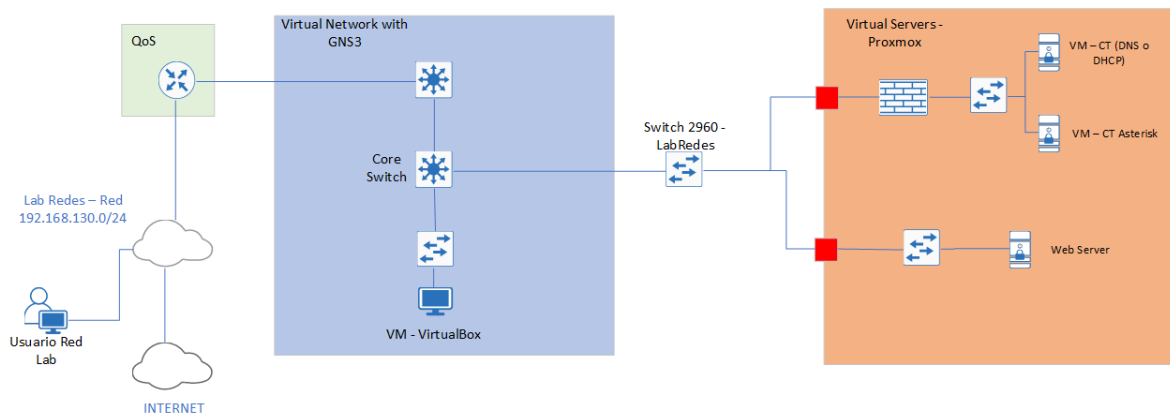 QoS
Virtual Network with
GNS3
Virtual Servers -
Proxmox
VM – CT (DNS o
DHCP)
Switch 2960 -
LabRedes
VM – CT Asterisk
Core
Switch
Lab Redes – Red
192.168.130.0/24
Web Server
VM - VirtualBox
Usuario Red
Lab
INTERNET